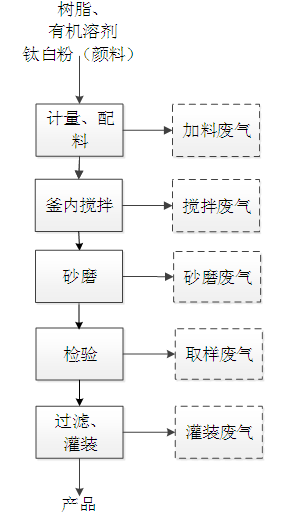 树脂、
有机溶剂
钛白粉（颜料）
计量、配
料
加料废气
釜内搅拌
搅拌废气
砂磨
砂磨废气
检验
取样废气
过滤、
灌装
灌装废气
产品